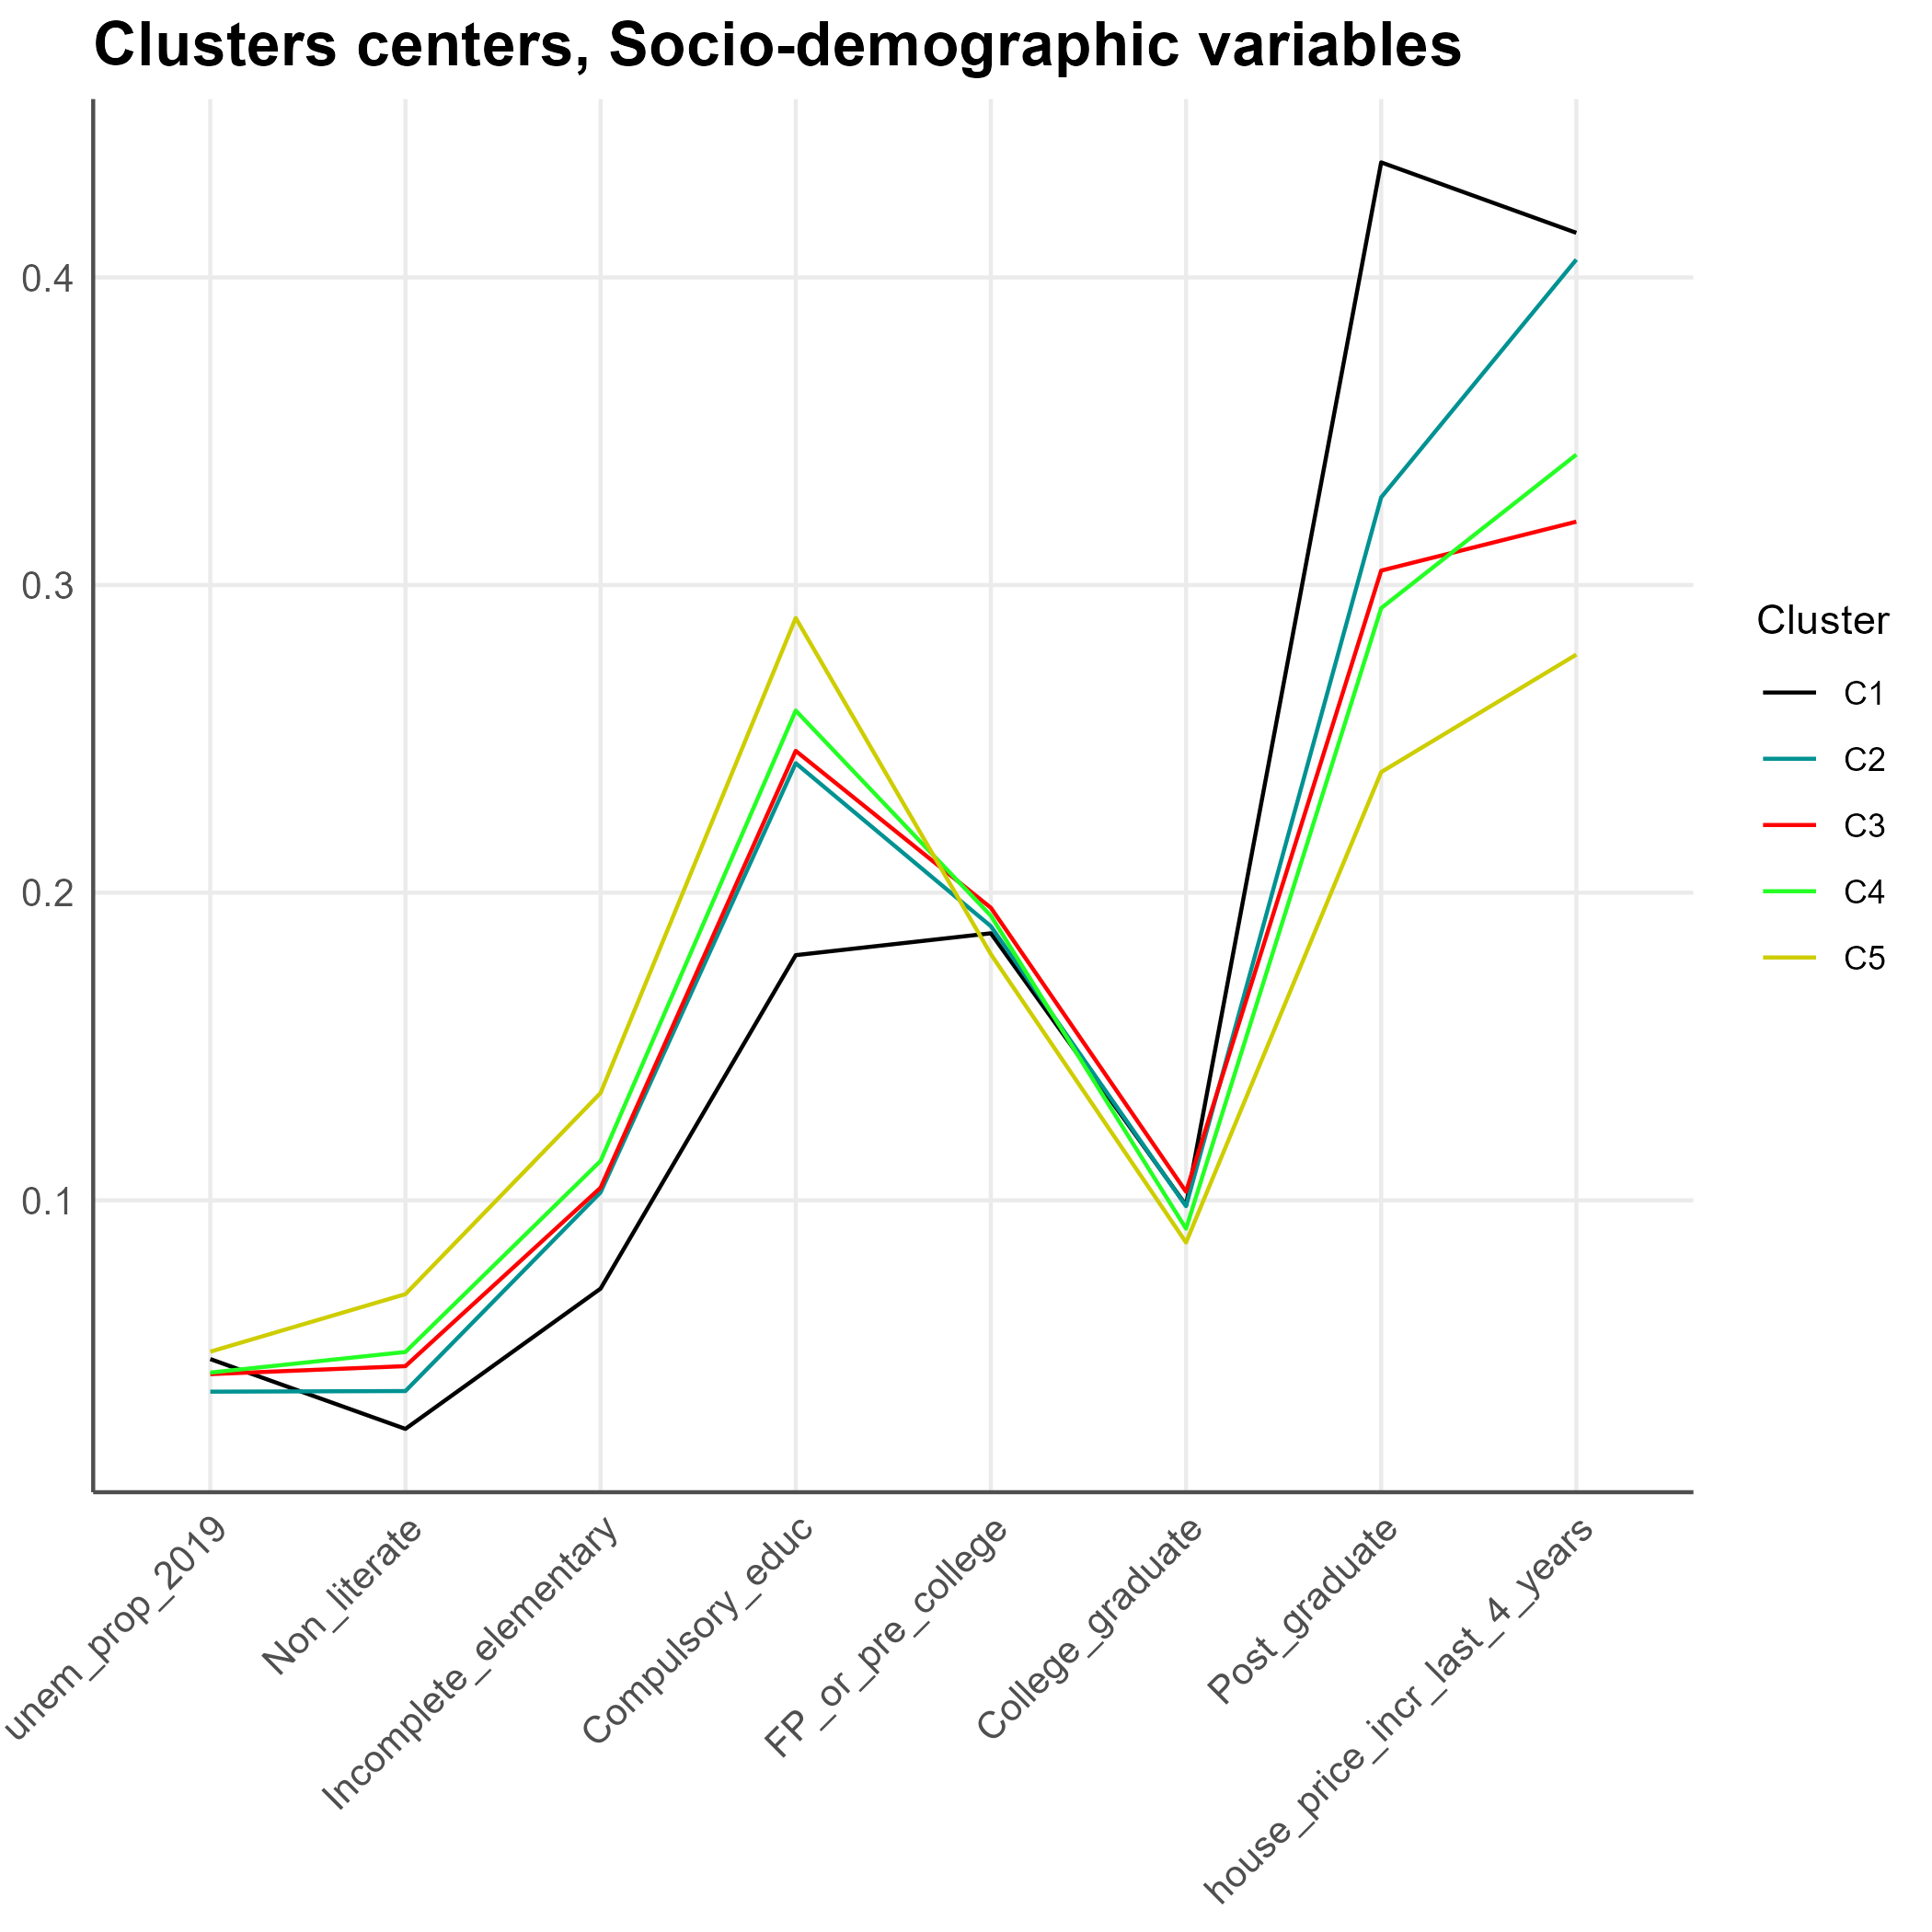 Clusters centers, Socio-demographic variables
0.4
0.3
0.2
0.1
Cluster
C1
C2
C3
C4
C5
unem_prop_2019
Non_literate
Incomplete_elementary
Compulsory_educ
FP_or_pre_college
College_graduate
Post_graduate
house_price_incr_last_4_years